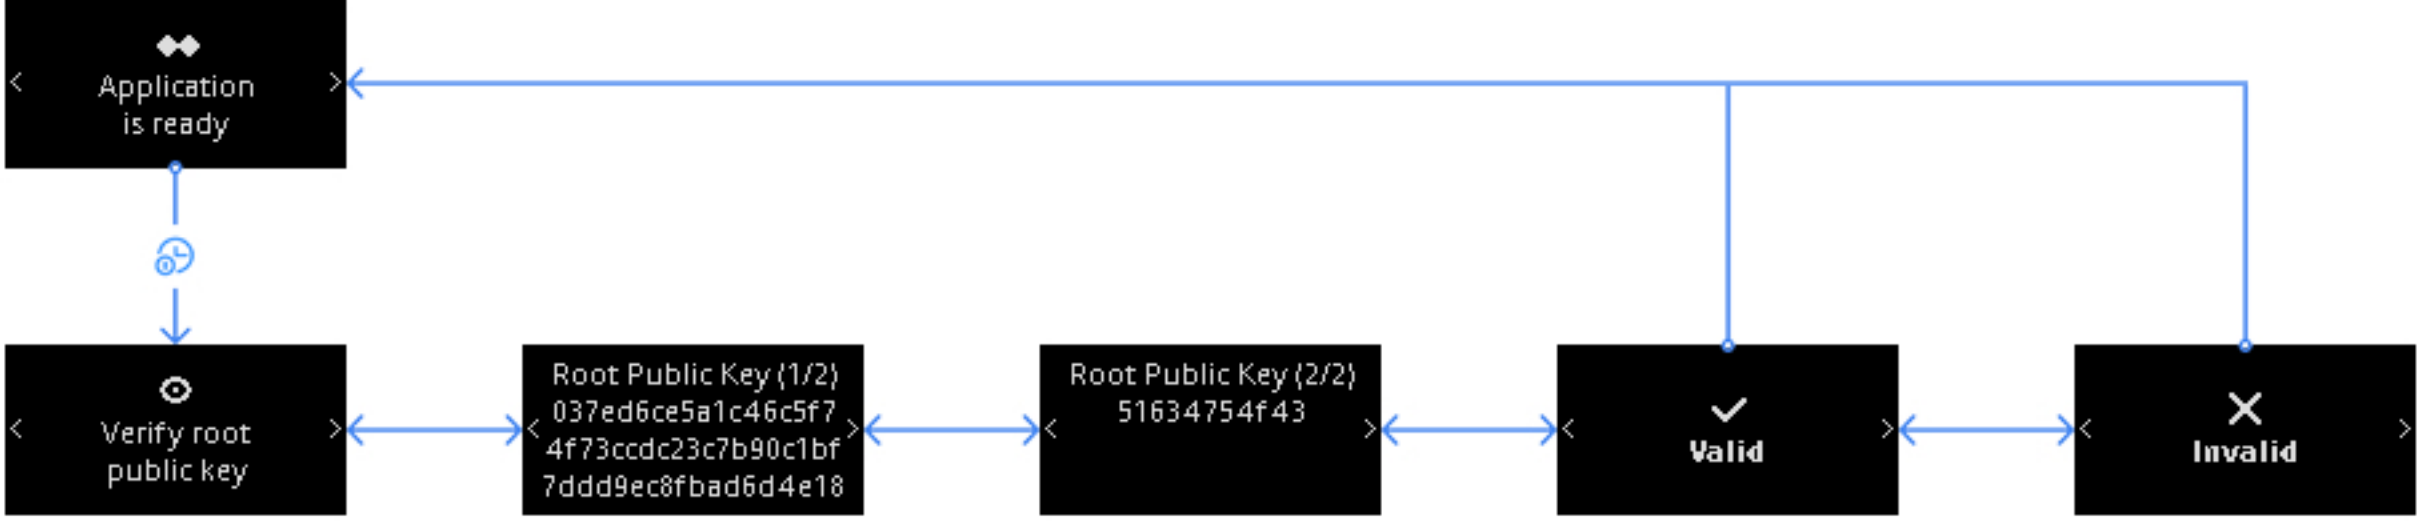 Application
is ready
Verify root
public key
Root Public Key (1/2)
037ed6ce5a1c46c5f7
4f73ccdc23c7b90c1bf
7ddd9ec8fbad6d4e18
Root Public Key (2/2)
51634754f43
Valid
Invalid